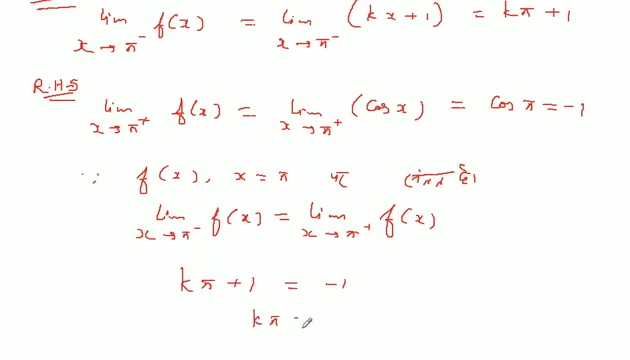 lim x→π⁻ f(x) = lim x→π⁻ (kx+1) = kπ+1
R.H.S
lim x→π⁺ f(x) = lim x→π⁺ (Cos x) = Cos π = -1
∵ f(x), x = π पर
lim x→π⁻ f(x) = lim x→π⁺ f(x)
kπ + 1 = -1
kπ -